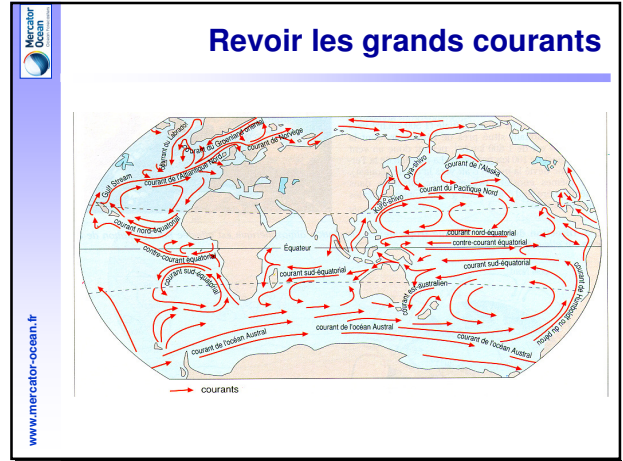 Mercator
Ocean
Revoir les grands courants
courant du Labrador
courant du Groenland oriental
courant de Norvège
courant de l'Atlantique Nord
Gulf Stream
courant nord-équatorial
contre-courant équatorial
courant sud-équatorial
Équateur
courant sud-équatorial
Oya-shivo
Kuro-shivo
courant de l'Alaska
courant du Pacifique Nord
courant nord-équatorial
contre-courant équatorial
courant sud-équatorial
courant est-australien
courant de Humboldt ou du pérou
courant de l'océan Austral
courant de l'océan Austral
courant de l'océan Austral
courants
www.mercator-ocean.fr